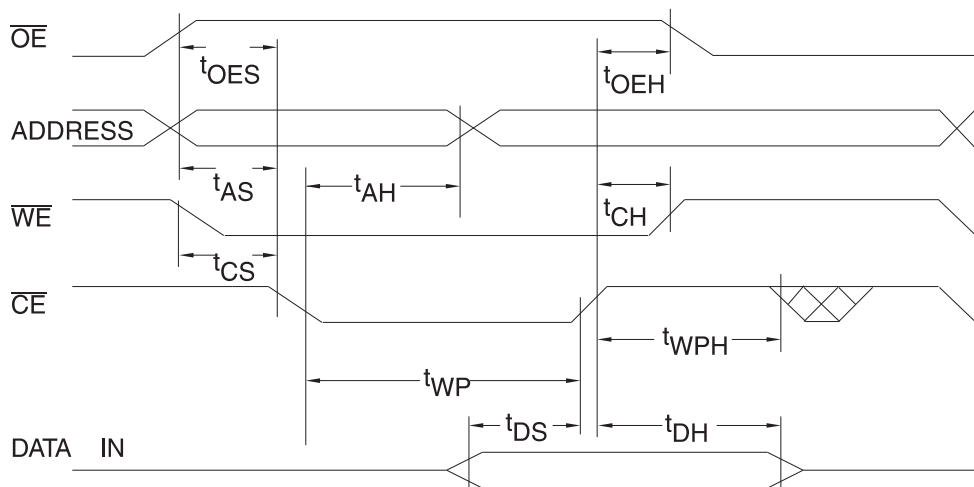 OE
tOES
tOEH
ADDRESS
tAS
tAH
tCH
WE
tCS
CE
tWPH
tWP
tDS
tDH
DATA IN